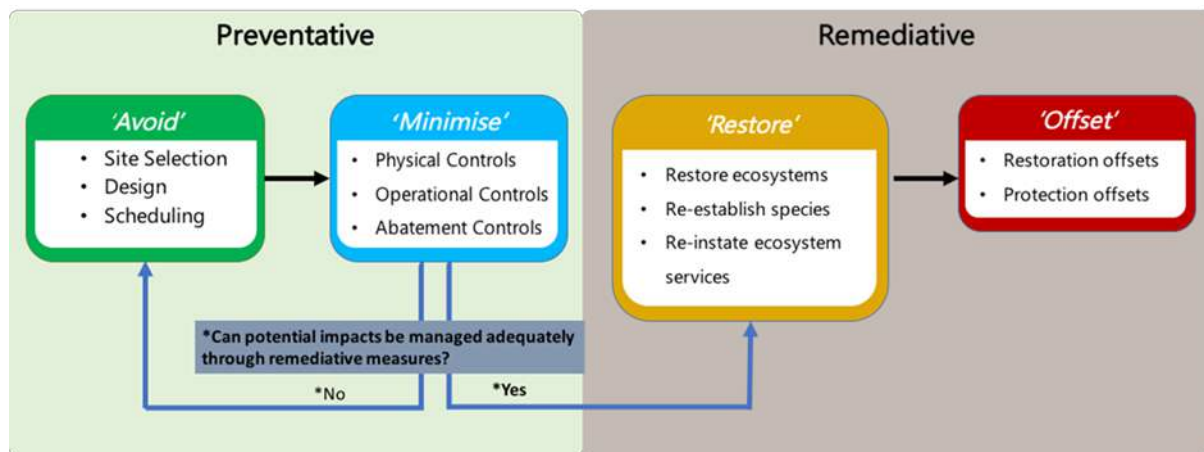 Preventative
Remediative
‘Avoid’
• Site Selection
• Design
• Scheduling
‘Minimise’
• Physical Controls
• Operational Controls
• Abatement Controls
‘Restore’
• Restore ecosystems
• Re-establish species
• Re-instate ecosystem
services
‘Offset’
• Restoration offsets
• Protection offsets
*Can potential impacts be managed adequately
through remediative measures?
*No
*Yes